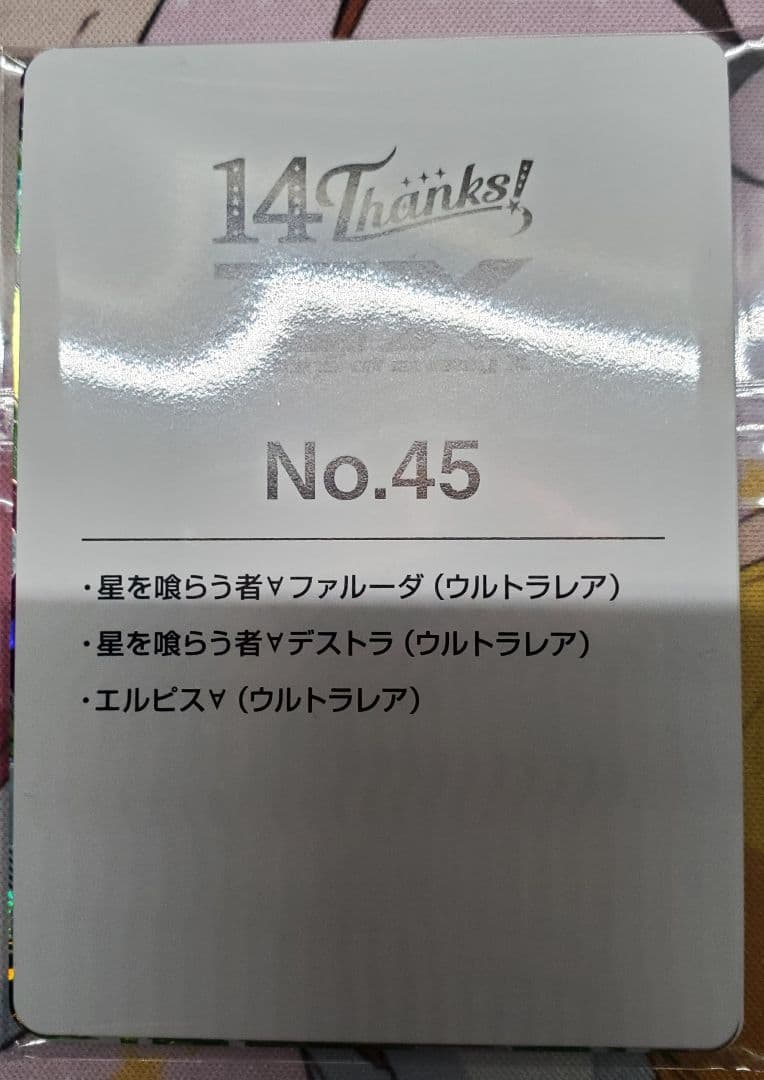 14 Thanks!
No.45
・星を喰らう者∀ファルーダ（ウルトラレア）
・星を喰らう者∀デストラ（ウルトラレア）
・エルピス∀（ウルトラレア）